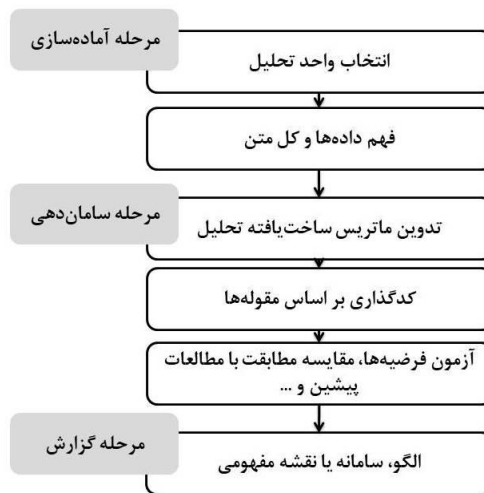 مرحله آماده‌سازی
انتخاب واحد تحلیل
فهم داده‌ها و کل متن
مرحله سامان‌دهی
تدوین ماتریس ساخت‌یافته تحلیل
کدگذاری بر اساس مقوله‌ها
آزمون فرضیه‌ها، مقایسه مطابقت با مطالعات
پیشین و ...
مرحله گزارش
الگو، سامانه یا نقشه مفهومی